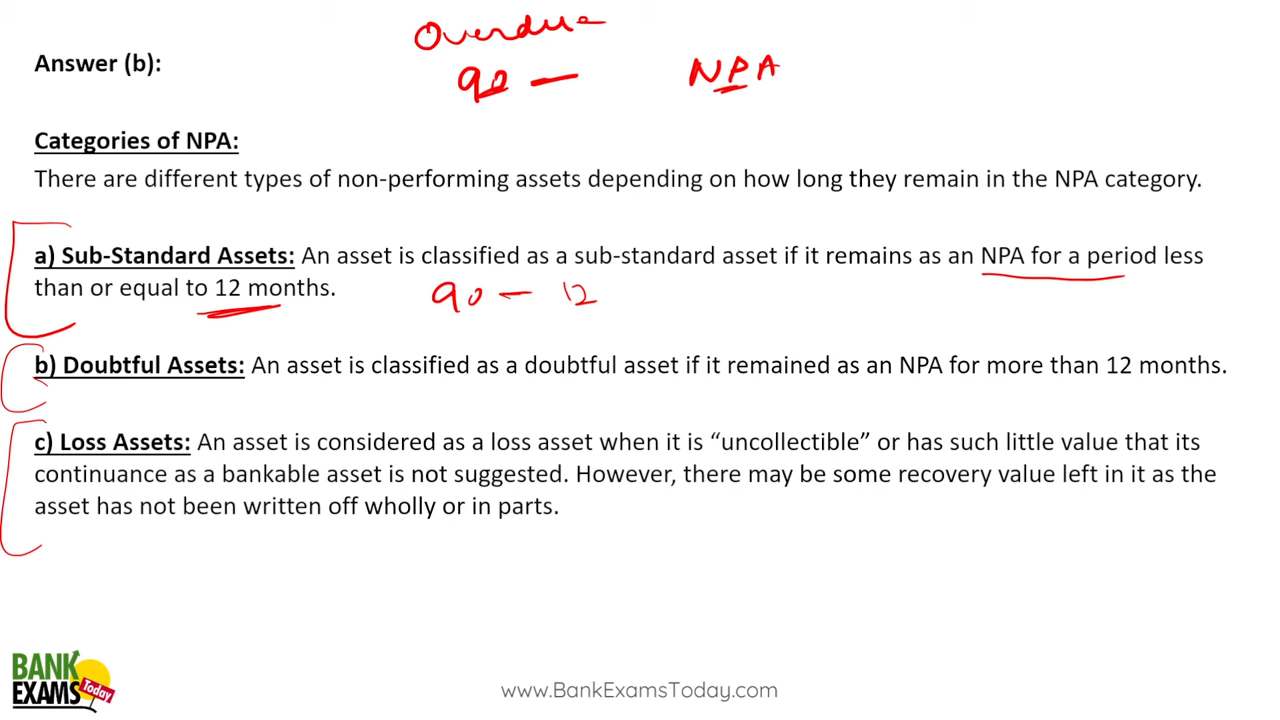 Overdue
Answer (b):
90 — NPA
Categories of NPA:
There are different types of non-performing assets depending on how long they remain in the NPA category.
a) Sub-Standard Assets: An asset is classified as a sub-standard asset if it remains as an NPA for a period less
than or equal to 12 months. 90 — 12
b) Doubtful Assets: An asset is classified as a doubtful asset if it remained as an NPA for more than 12 months.
c) Loss Assets: An asset is considered as a loss asset when it is “uncollectible” or has such little value that its
continuance as a bankable asset is not suggested. However, there may be some recovery value left in it as the
asset has not been written off wholly or in parts.
BANK
EXAMS Today
www.BankExamsToday.com